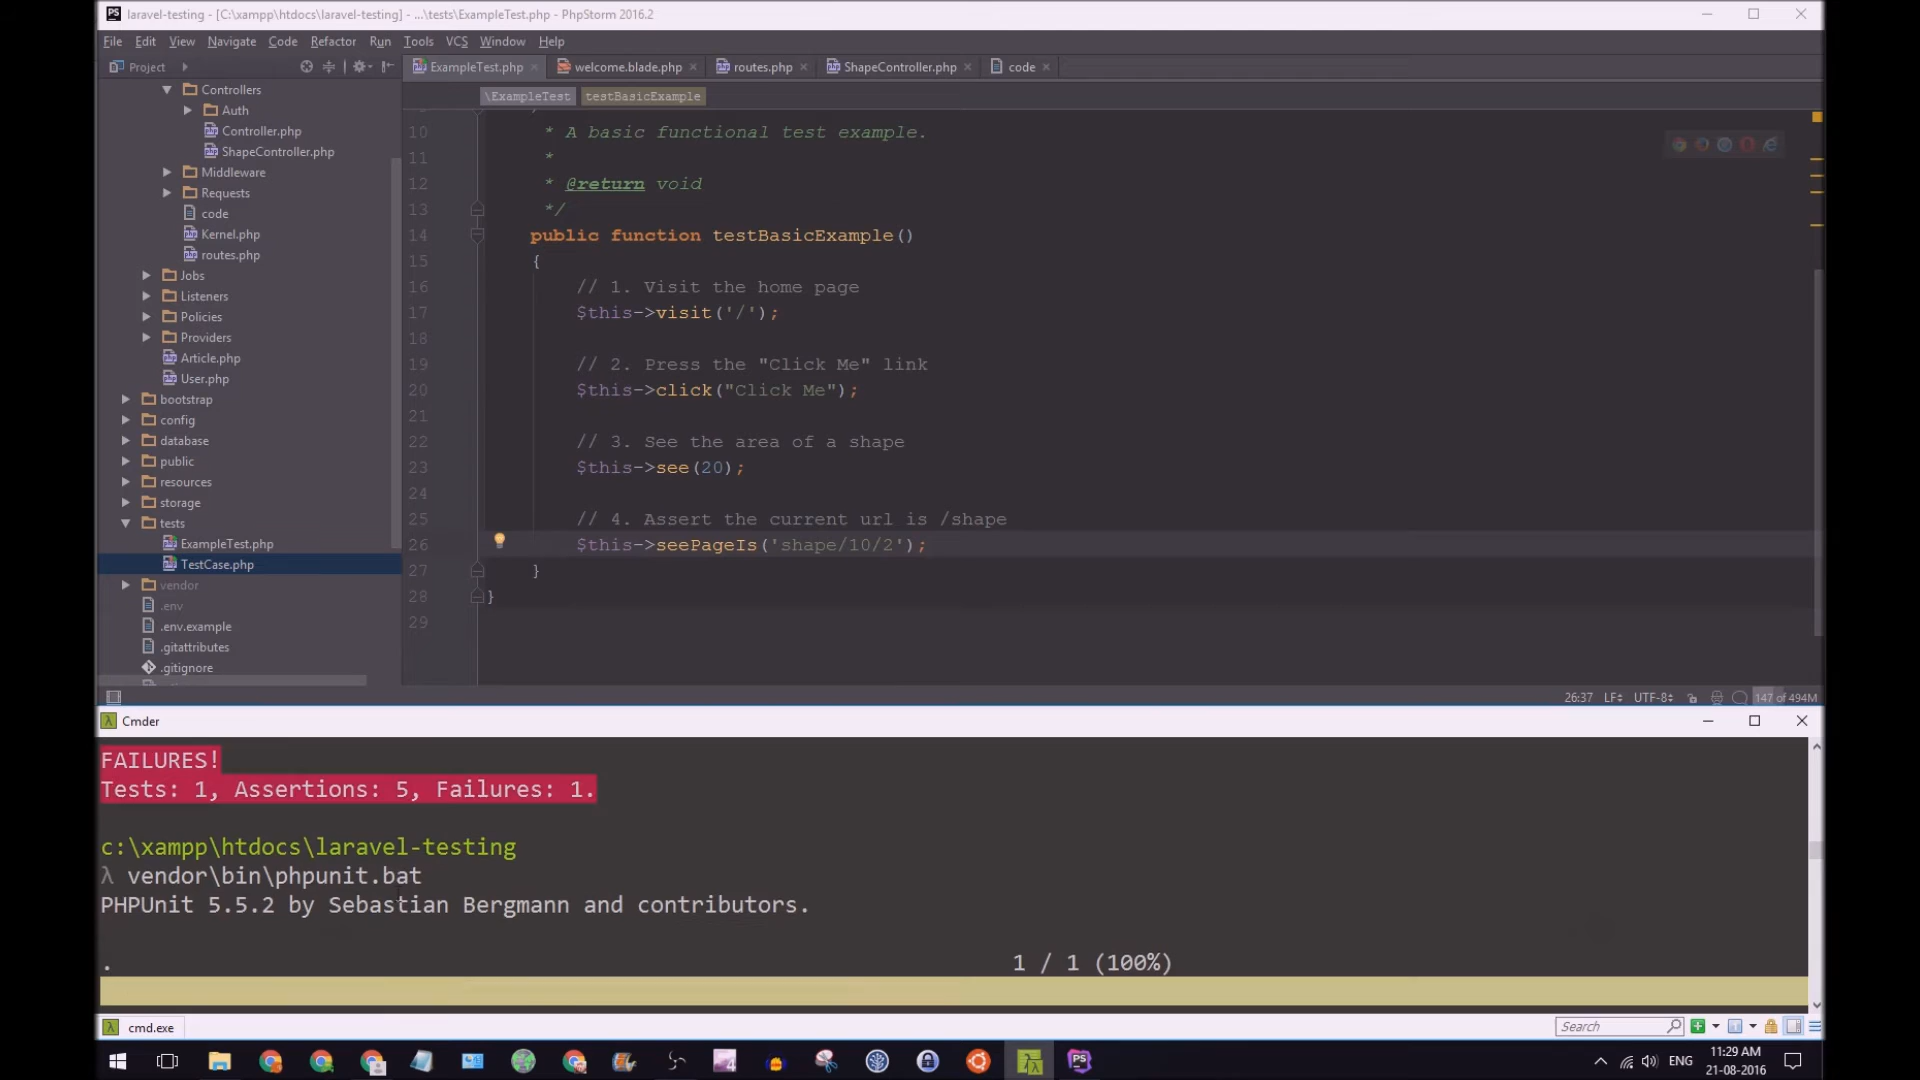 laravel-testing - [C:\xampp\htdocs\laravel-testing] - ...\tests\ExampleTest.php - PhpStorm 2016.2
File Edit View Navigate Code Refactor Run Tools VCS Window Help
Project
ExampleTest.php welcome.blade.php routes.php ShapeController.php code
\ExampleTest testBasicExample
Controllers
Auth
Controller.php
ShapeController.php
Middleware
Requests
code
Kernel.php
routes.php
Jobs
Listeners
Policies
Providers
Article.php
User.php
bootstrap
config
database
public
resources
storage
tests
ExampleTest.php
TestCase.php
vendor
.env
.env.example
.gitattributes
.gitignore
10 * A basic functional test example.
11 *
12 * @return void
13 */
14 public function testBasicExample()
15 {
16 // 1. Visit the home page
17 $this->visit('/');
18
19 // 2. Press the "Click Me" link
20 $this->click("Click Me");
21
22 // 3. See the area of a shape
23 $this->see(20);
24
25 // 4. Assert the current url is /shape
26 $this->seePageIs('shape/10/2');
27 }
28 }
29
26:37 LF UTF-8 147 of 494M
Cmder
FAILURES!
Tests: 1, Assertions: 5, Failures: 1.
c:\xampp\htdocs\laravel-testing
λ vendor\bin\phpunit.bat
PHPUnit 5.5.2 by Sebastian Bergmann and contributors.
. 1 / 1 (100%)
cmd.exe Search
ENG 11:29 AM
21-08-2016